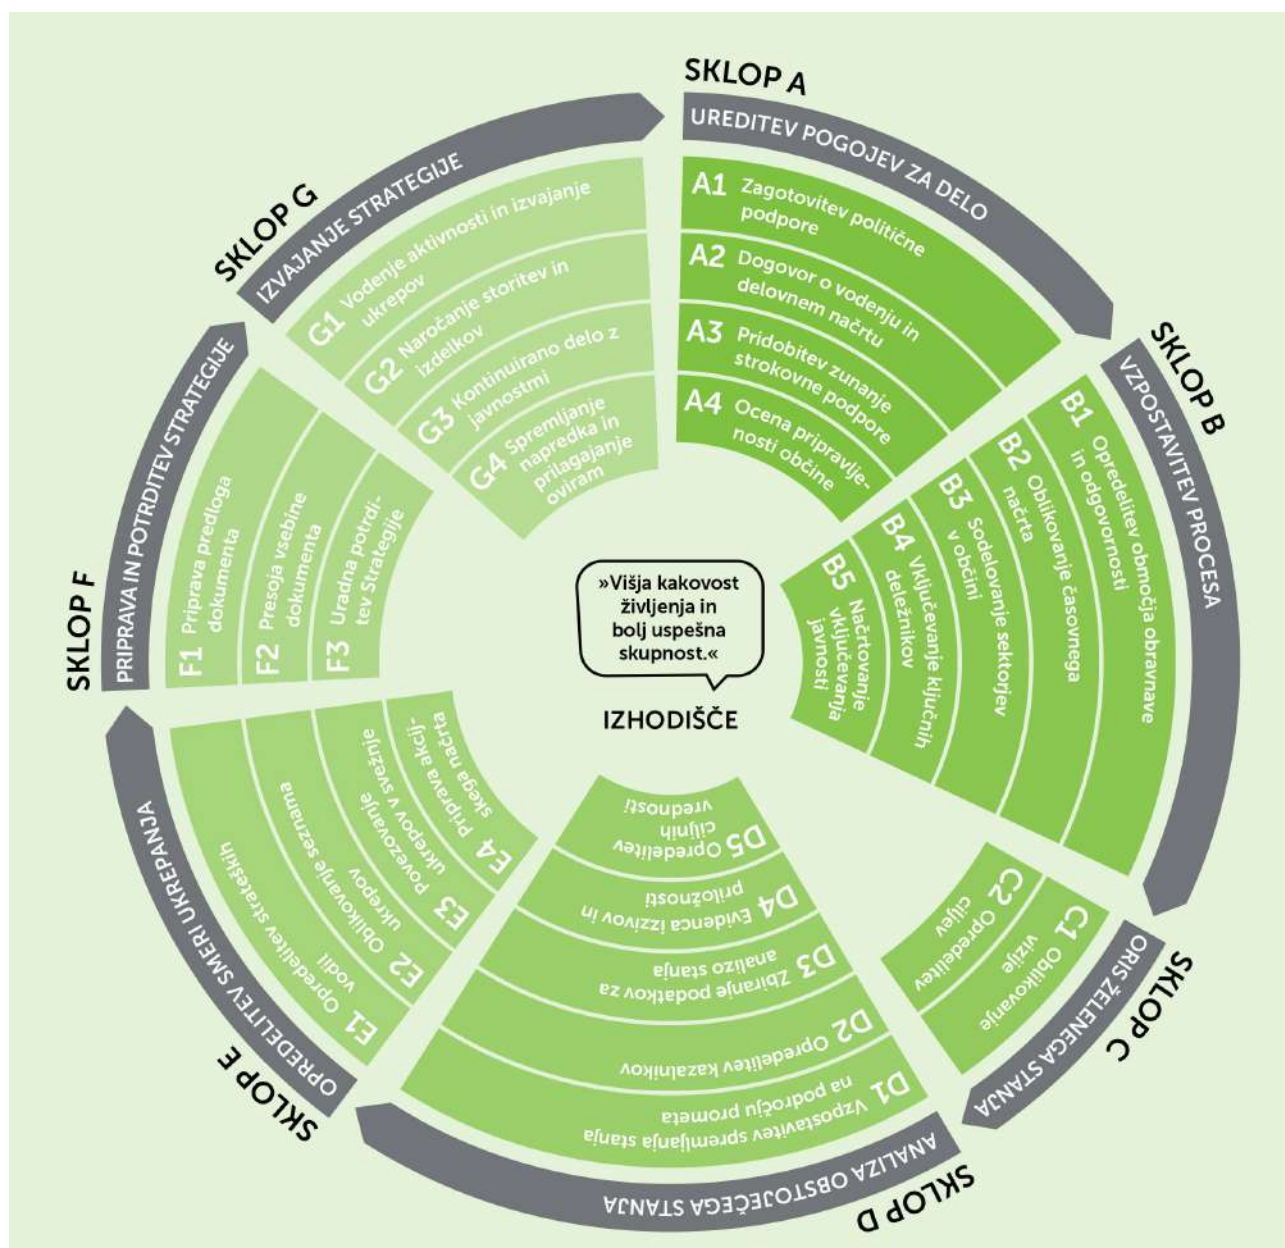 SKLOP A
UREDITEV POGOJEV ZA DELO
A1 Zagotovitev politične
podpore
A2 Dogovor o vodenju in
delovnem načrtu
A3 Pridobitev zunanje
strokovne podpore
A4 Ocena pripravlje-
nosti občine
SKLOP B
VZPOSTAVITEV PROCESA
B1 Opredelitev območja obravnave
in odgovornosti
B2 Oblikovanje časovnega
načrta
B3 Sodelovanje sektorjev
v občini
B4 Vključevanje ključnih
deležnikov
B5 Načrtovanje
vključevanja
javnosti
SKLOP C
ORIS ŽELENEGA STANJA
C1 Oblikovanje
vizije
C2 Opredelitev
ciljev
SKLOP D
ANALIZA OBSTOJEČEGA STANJA
D1 Vzpostavitev spremljanja stanja
na področju prometa
D2 Opredelitev kazalnikov
D3 Zbiranje podatkov za
analizo stanja
D4 Evidenca izzivov in
priložnosti
D5 Opredelitev
ciljnih
vrednosti
SKLOP E
OPREDELITEV SMERI UKREPANJA
E1 Opredelitev strateških
vodil
E2 Oblikovanje seznama
ukrepov
E3 Povezovanje
ukrepov v svežnje
E4 Priprava akcij-
skega načrta
SKLOP F
PRIPRAVA IN POTRDITEV STRATEGIJE
F1 Priprava predloga
dokumenta
F2 Presoja vsebine
dokumenta
F3 Uradna potrdi-
tev Strategije
SKLOP G
IZVAJANJE STRATEGIJE
G1 Vodenje aktivnosti in izvajanje
ukrepov
G2 Naročanje storitev in
izdelkov
G3 Kontinuirano delo z
javnostmi
G4 Spremljanje
napredka in
prilagajanje
oviram
»Višja kakovost
življenja in
bolj uspešna
skupnost.«
IZHODIŠČE